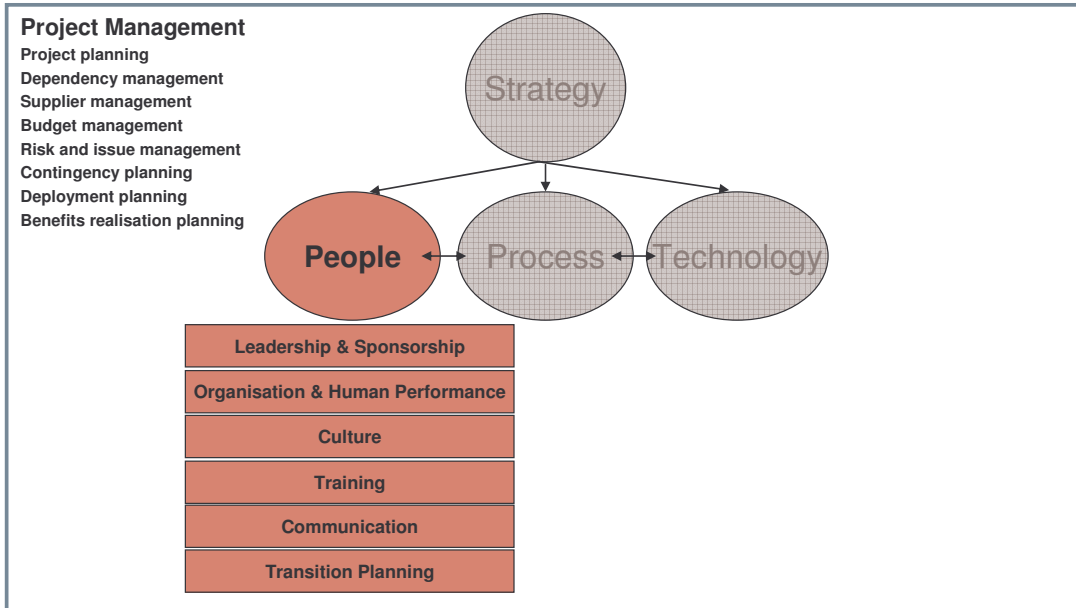 Project Management
Project planning
Dependency management
Supplier management
Budget management
Risk and issue management
Contingency planning
Deployment planning
Benefits realisation planning
Strategy
People
Process
Technology
Leadership & Sponsorship
Organisation & Human Performance
Culture
Training
Communication
Transition Planning